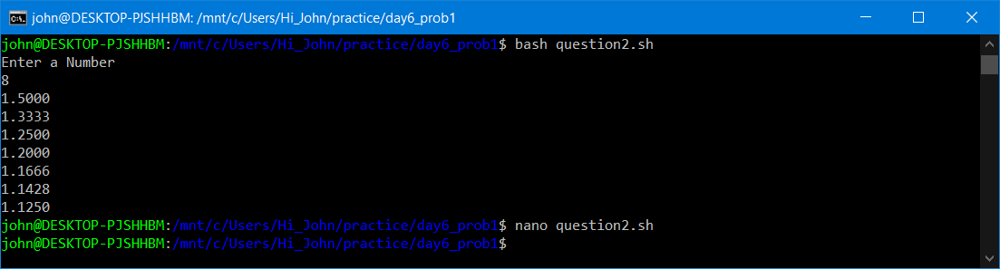 john@DESKTOP-PJSHHBM: /mnt/c/Users/Hi_John/practice/day6_prob1
john@DESKTOP-PJSHHBM:/mnt/c/Users/Hi_John/practice/day6_prob1$ bash question2.sh
Enter a Number
8
1.5000
1.3333
1.2500
1.2000
1.1666
1.1428
1.1250
john@DESKTOP-PJSHHBM:/mnt/c/Users/Hi_John/practice/day6_prob1$ nano question2.sh
john@DESKTOP-PJSHHBM:/mnt/c/Users/Hi_John/practice/day6_prob1$